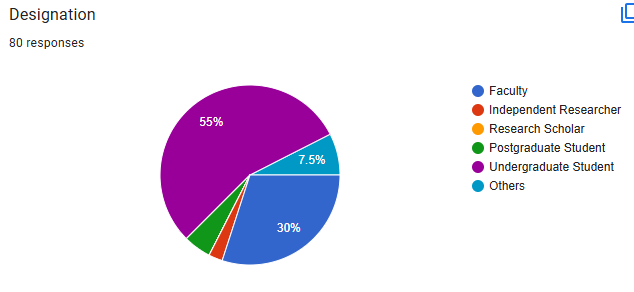 Designation
80 responses
55%
7.5%
30%
Faculty
Independent Researcher
Research Scholar
Postgraduate Student
Undergraduate Student
Others